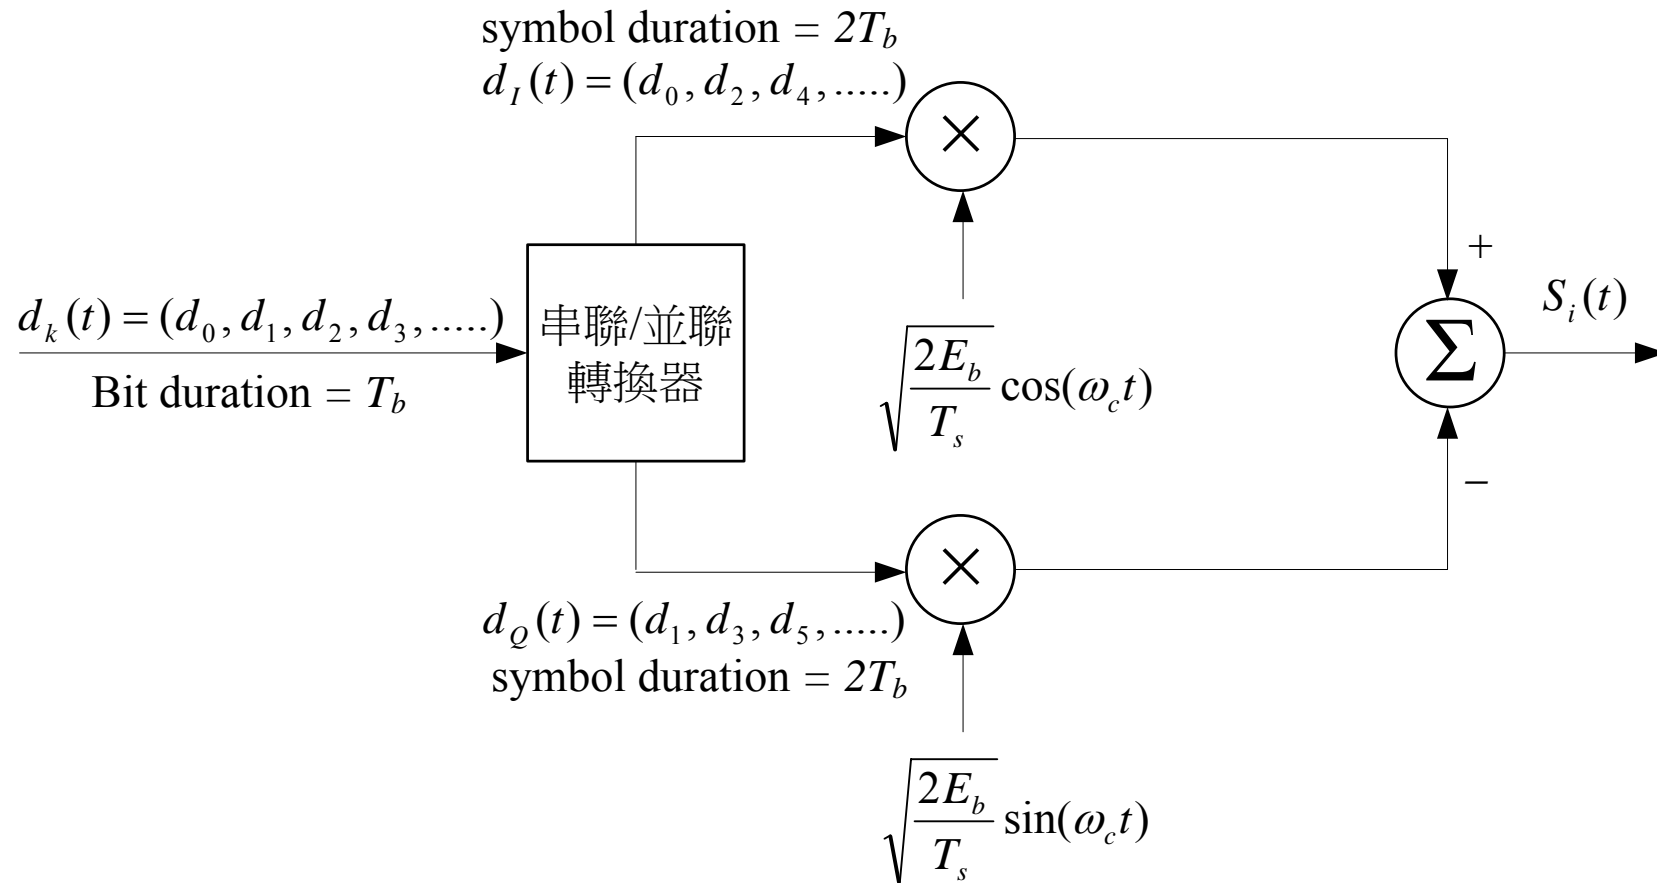 symbol duration = 2T_b
d_I(t) = (d_0, d_2, d_4, .....)
×
+
d_k(t) = (d_0, d_1, d_2, d_3, .....)
Bit duration = T_b
串聯/並聯
轉換器
√(2E_b/T_s) cos(ω_c t)
Σ
S_i(t)
−
×
d_Q(t) = (d_1, d_3, d_5, .....)
symbol duration = 2T_b
√(2E_b/T_s) sin(ω_c t)